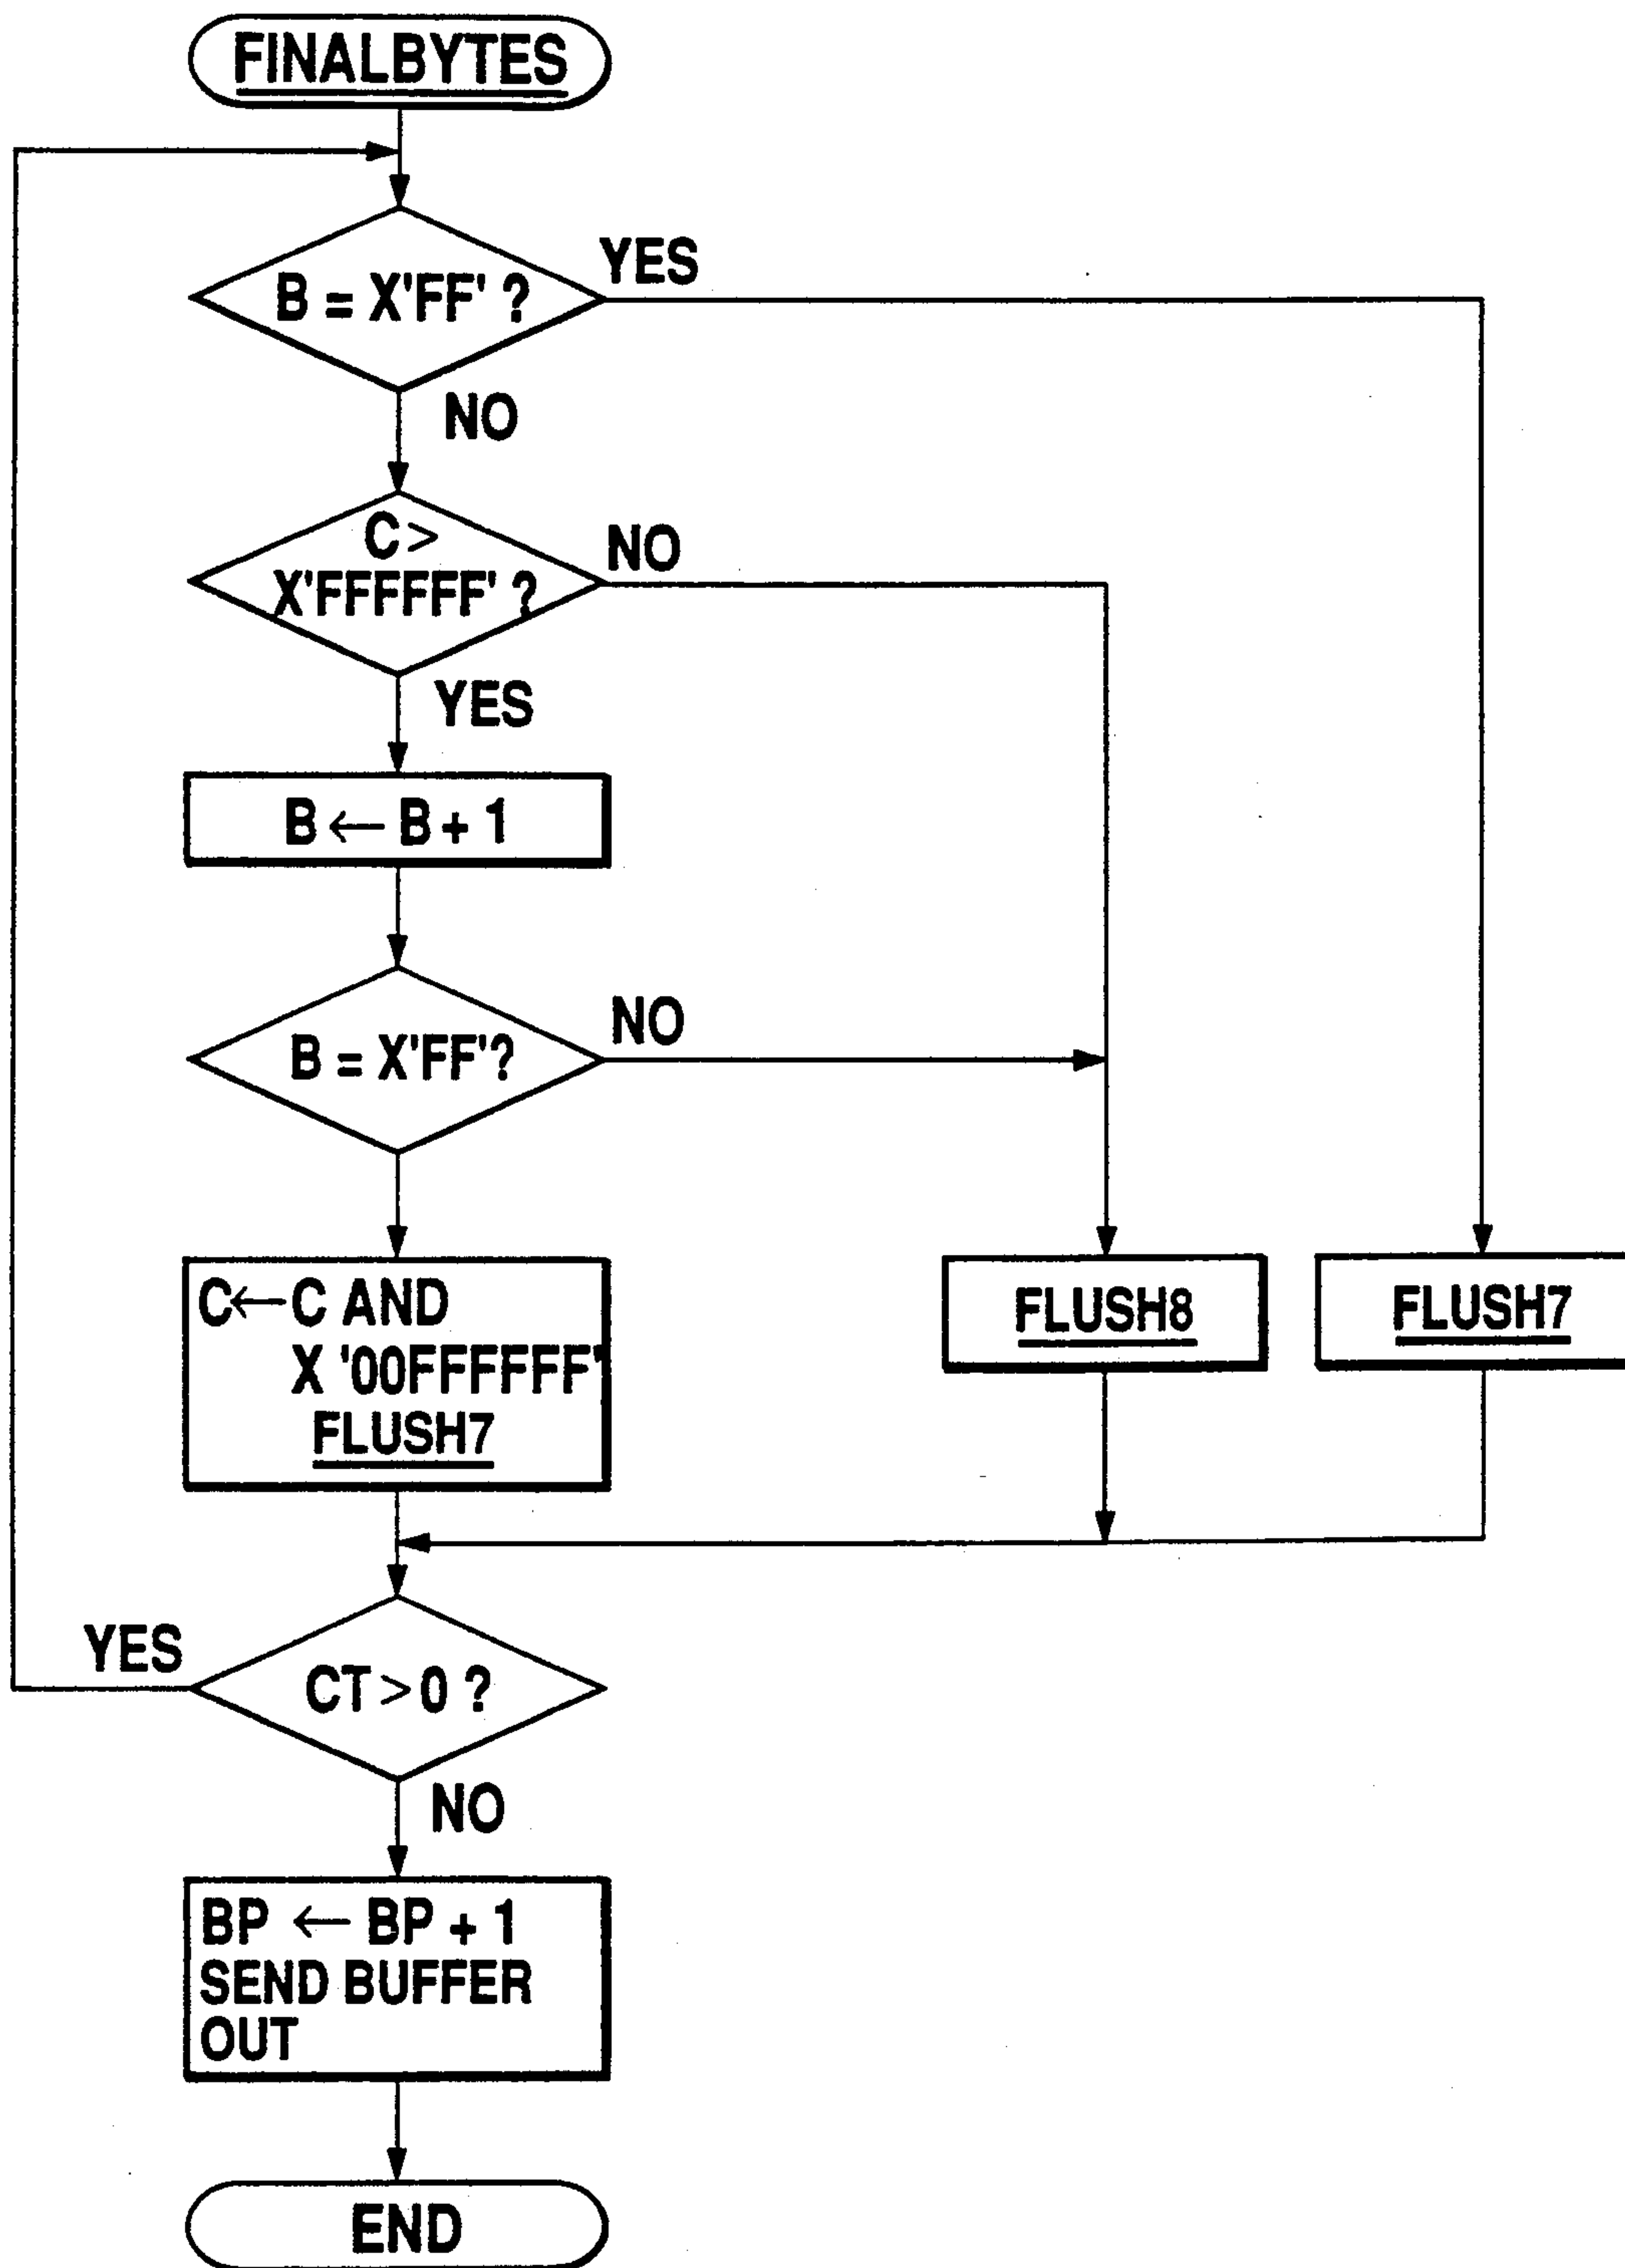 FINALBYTES
B = X'FF' ?
YES
NO
C >
X'FFFFFF' ?
NO
YES
B ← B + 1
B = X'FF'?
NO
C ← C AND
X '00FFFFFF'
FLUSH7
FLUSH8
FLUSH7
CT > 0 ?
YES
NO
BP ← BP + 1
SEND BUFFER
OUT
END